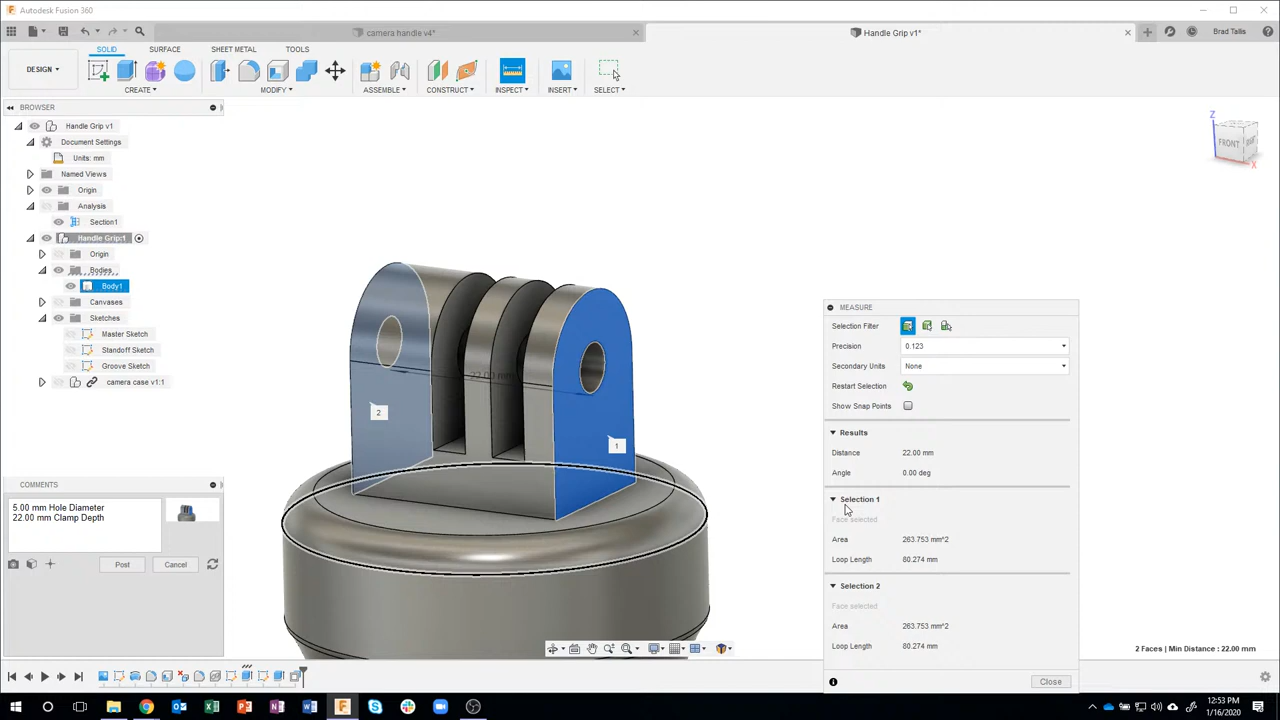 Autodesk Fusion 360
camera handle v4*
Handle Grip v1*
Brad Tallis
SOLID
SURFACE
SHEET METAL
TOOLS
DESIGN
CREATE
MODIFY
ASSEMBLE
CONSTRUCT
INSPECT
INSERT
SELECT
BROWSER
Handle Grip v1
Document Settings
Units: mm
Named Views
Origin
Analysis
Section1
Handle Grip:1
Origin
Bodies
Body1
Canvases
Sketches
Master Sketch
Standoff Sketch
Groove Sketch
camera case v1:1
Z
FRONT
X
22.00 mm
2
1
MEASURE
Selection Filter
Precision
0.123
Secondary Units
None
Restart Selection
Show Snap Points
Results
Distance
22.00 mm
Angle
0.00 deg
Selection 1
Face selected
Area
263.753 mm^2
Loop Length
80.274 mm
Selection 2
Face selected
Area
263.753 mm^2
Loop Length
80.274 mm
Close
COMMENTS
5.00 mm Hole Diameter
22.00 mm Clamp Depth
Post
Cancel
2 Faces | Min Distance : 22.00 mm
12:53 PM
1/16/2020